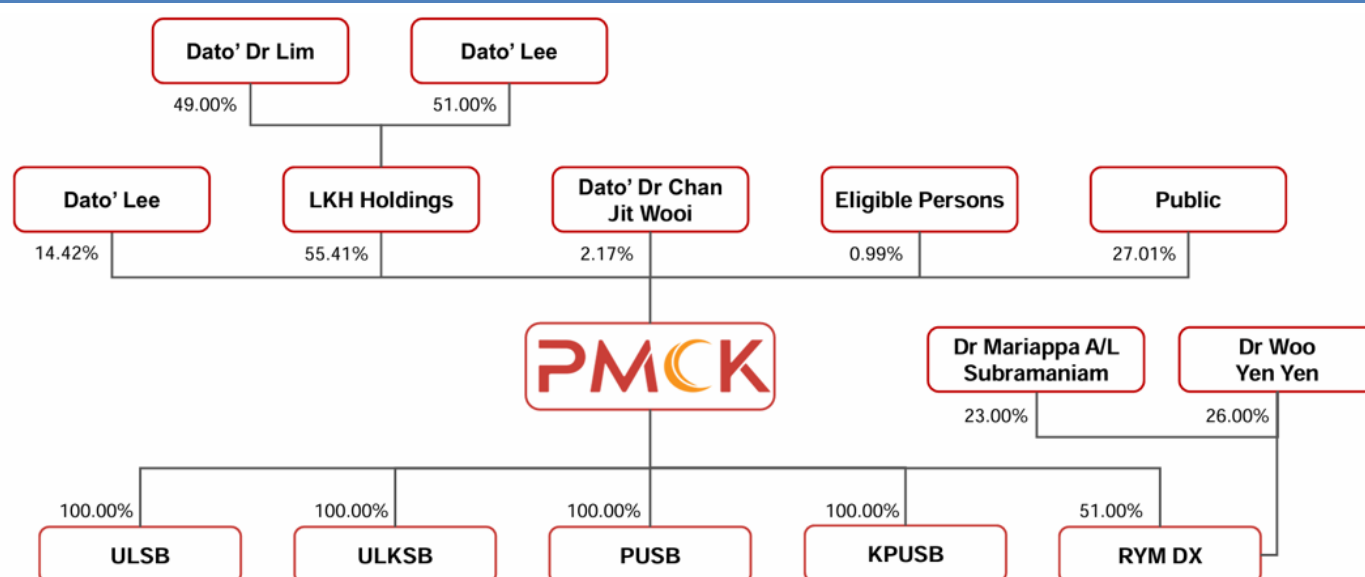 Dato’ Dr Lim
Dato’ Lee
49.00%
51.00%
Dato’ Lee
LKH Holdings
Dato’ Dr Chan
Jit Wooi
Eligible Persons
Public
14.42%
55.41%
2.17%
0.99%
27.01%
PMCK
Dr Mariappa A/L
Subramaniam
Dr Woo
Yen Yen
23.00%
26.00%
100.00%
100.00%
100.00%
100.00%
51.00%
ULSB
ULKSB
PUSB
KPUSB
RYM DX